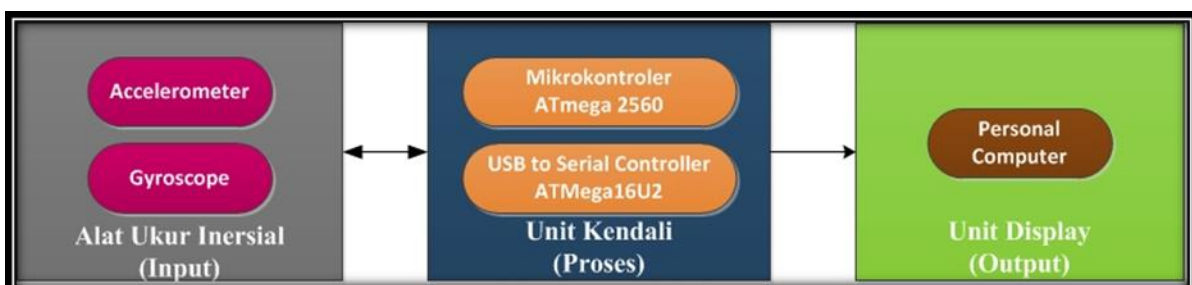 Accelerometer
Gyroscope
Alat Ukur Inersial
(Input)
Mikrokontroler
ATmega 2560
USB to Serial Controller
ATMega16U2
Unit Kendali
(Proses)
Personal
Computer
Unit Display
(Output)